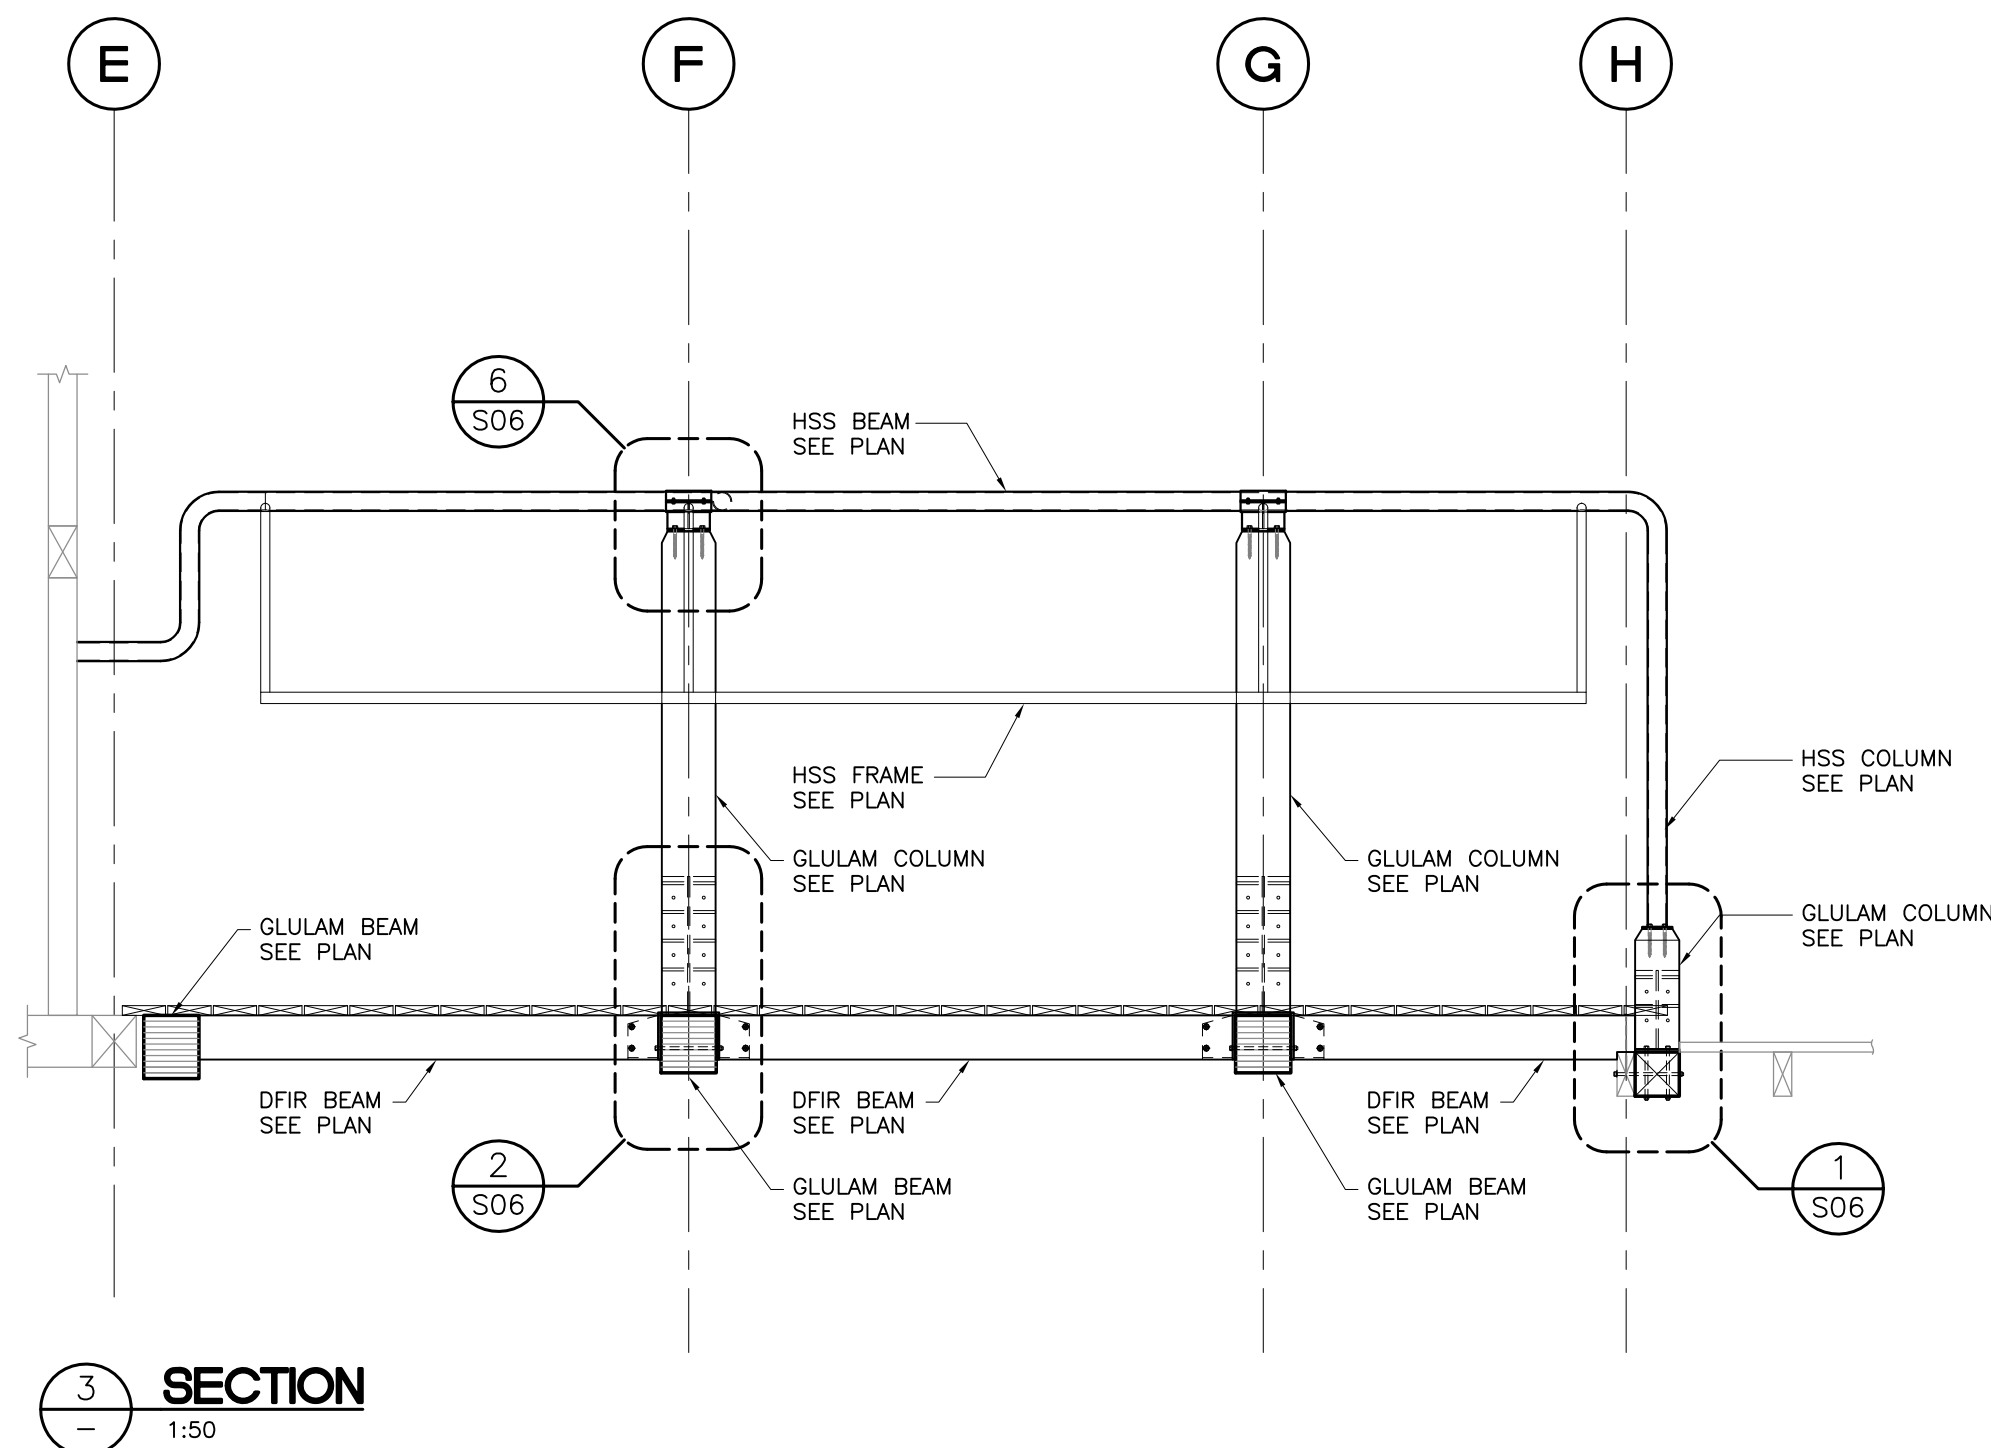 E
F
G
H
6
S06
HSS BEAM
SEE PLAN
HSS FRAME
SEE PLAN
HSS COLUMN
SEE PLAN
GLULAM COLUMN
SEE PLAN
GLULAM COLUMN
SEE PLAN
GLULAM COLUMN
SEE PLAN
GLULAM BEAM
SEE PLAN
DFIR BEAM
SEE PLAN
DFIR BEAM
SEE PLAN
DFIR BEAM
SEE PLAN
2
S06
GLULAM BEAM
SEE PLAN
GLULAM BEAM
SEE PLAN
1
S06
3
–
SECTION
1:50